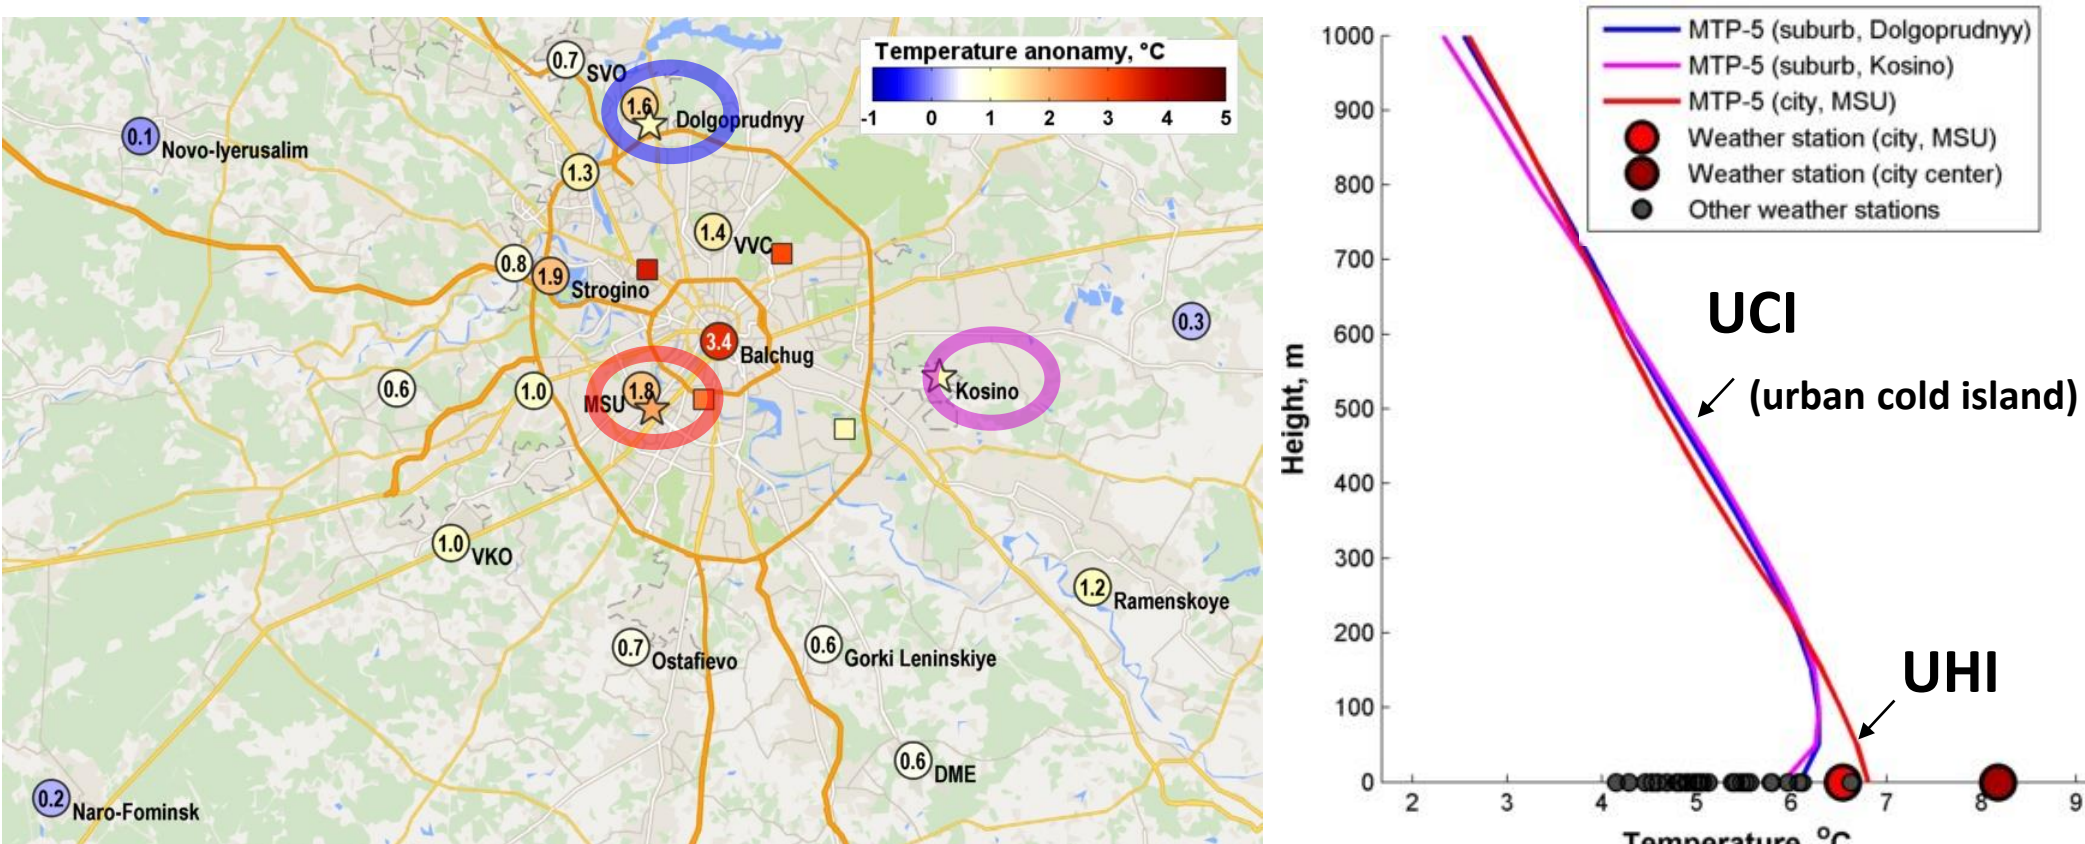 Temperature anonamy, °C
-1 0 1 2 3 4 5
0.7
SVO
1.6
Dolgoprudnyy
0.1
Novo-Iyerusalim
1.3
1.4
VVC
0.8
1.9
Strogino
0.3
3.4
Balchug
0.6
1.0
1.8
MSU
Kosino
1.0
VKO
1.2
Ramenskoye
0.7
Ostafievo
0.6
Gorki Leninskiye
0.6
DME
0.2
Naro-Fominsk
MTP-5 (suburb, Dolgoprudnyy)
MTP-5 (suburb, Kosino)
MTP-5 (city, MSU)
Weather station (city, MSU)
Weather station (city center)
Other weather stations
1000
900
800
700
600
500
400
300
200
100
0
Height, m
UCI
(urban cold island)
UHI
2 3 4 5 6 7 8 9
Temperature, °C